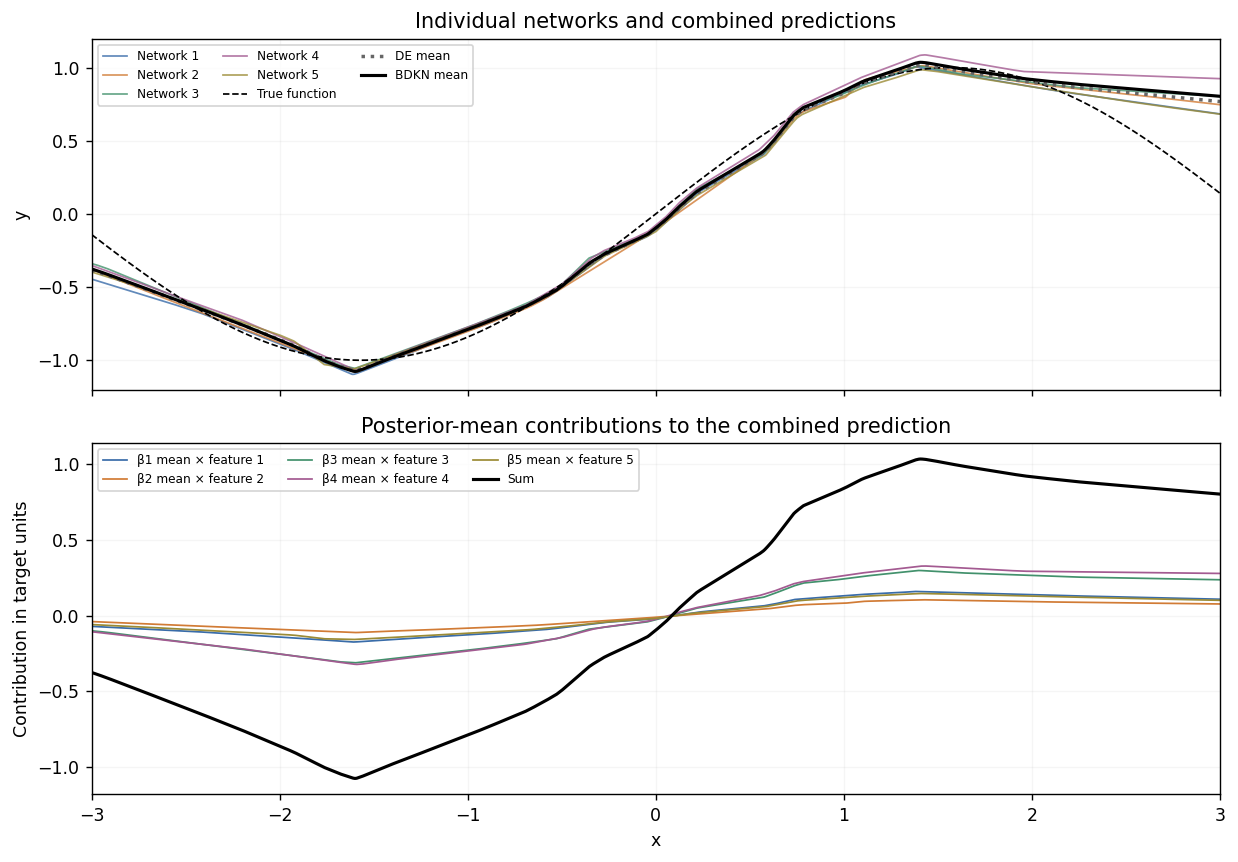 Individual networks and combined predictions
Network 1 Network 4 DE mean
Network 2 Network 5 BDKN mean
Network 3 True function
1.0
0.5
0.0
−0.5
−1.0
y
Posterior-mean contributions to the combined prediction
β1 mean × feature 1 β3 mean × feature 3 β5 mean × feature 5
β2 mean × feature 2 β4 mean × feature 4 Sum
1.0
0.5
0.0
−0.5
−1.0
Contribution in target units
−3 −2 −1 0 1 2 3
x